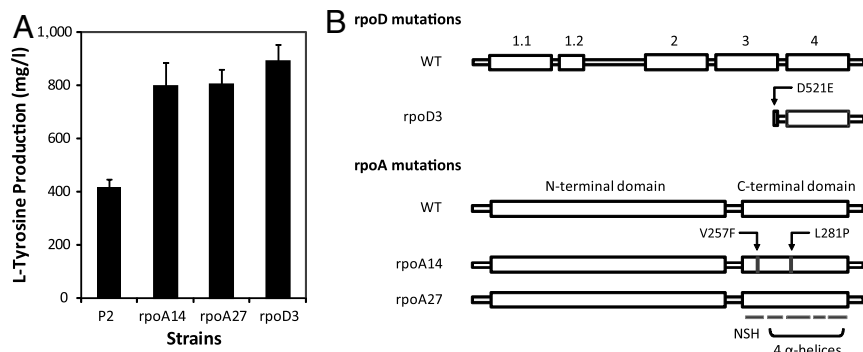 A
L-Tyrosine Production (mg/l)
1,000
800
600
400
200
0
P2 rpoA14 rpoA27 rpoD3
Strains
B
rpoD mutations
1.1 1.2 2 3 4
WT
D521E
rpoD3
rpoA mutations
N-terminal domain C-terminal domain
WT
V257F L281P
rpoA14
rpoA27
NSH
4 α-helices